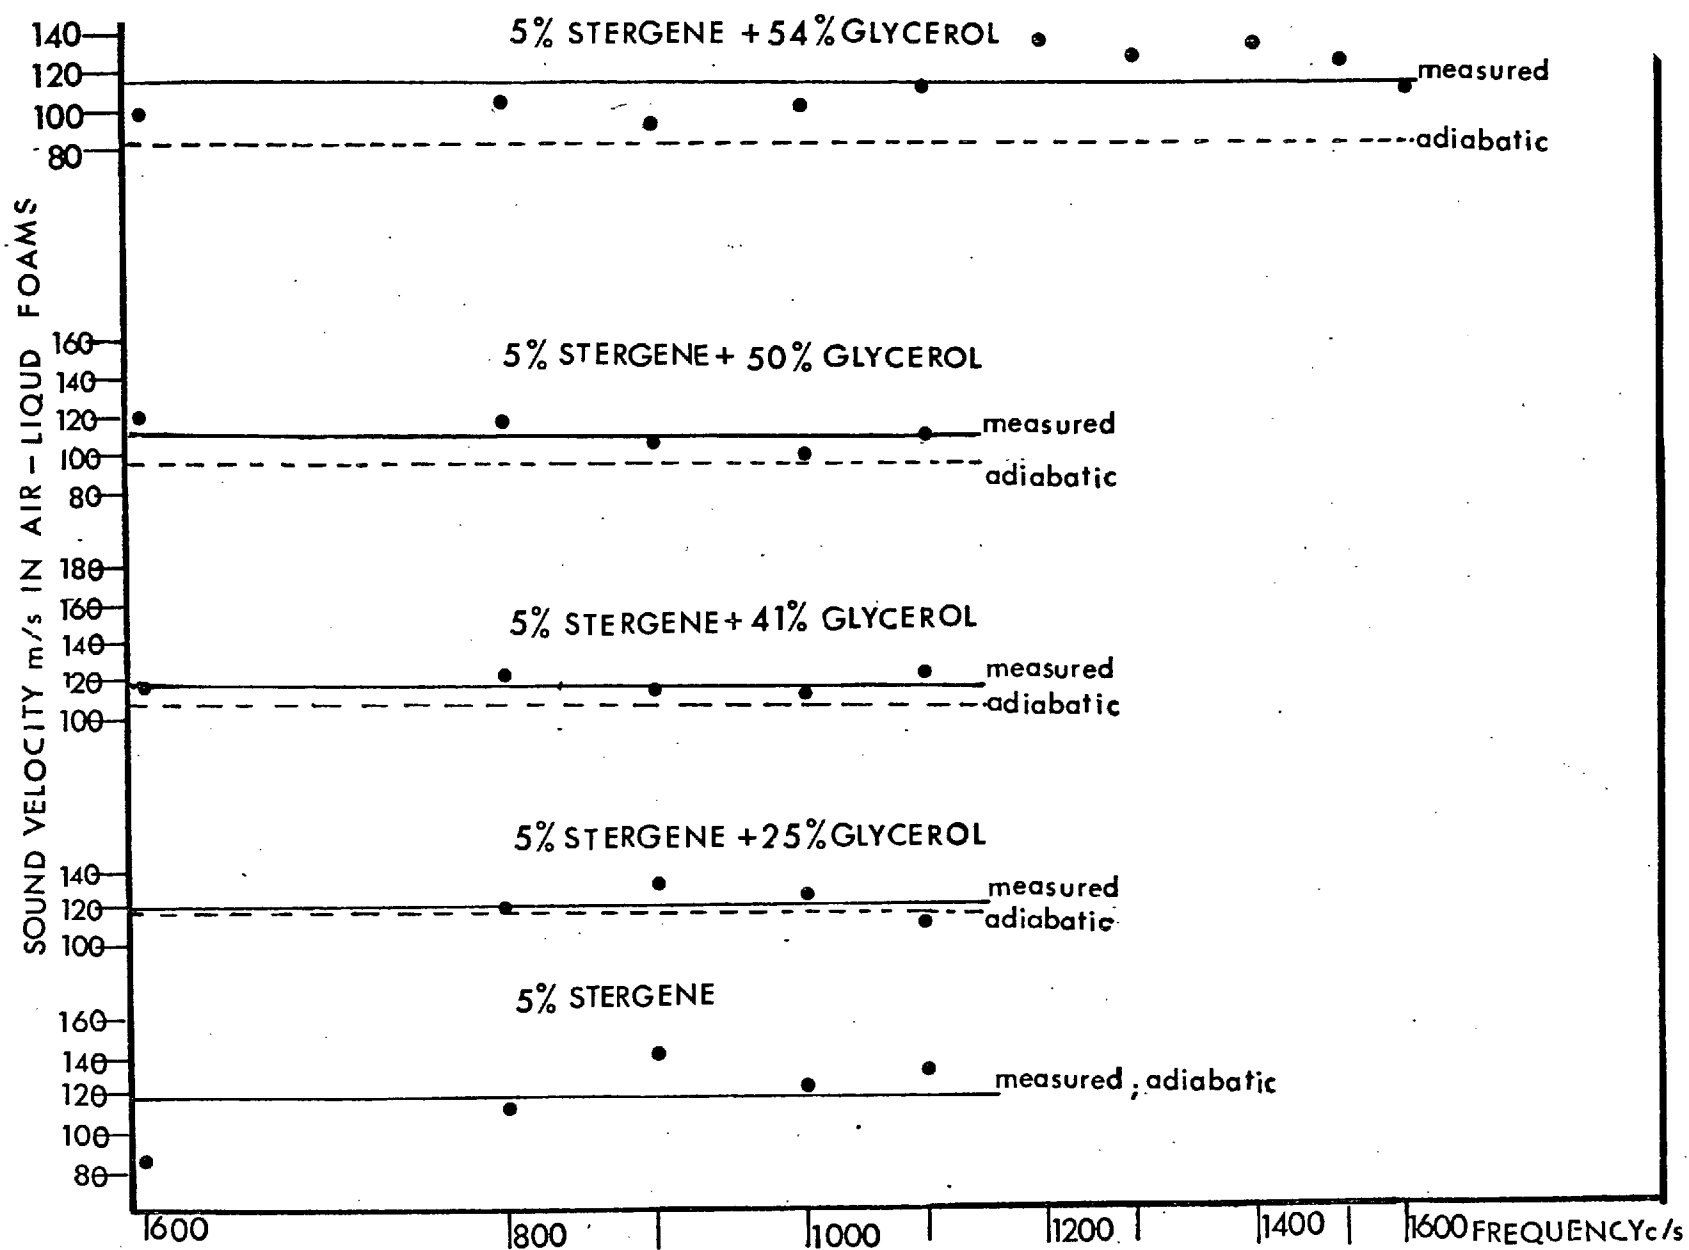 SOUND VELOCITY m/s IN AIR – LIQUD FOAMS
5% STERGENE + 54% GLYCEROL
140
120
100
80
measured
adiabatic
5% STERGENE + 50% GLYCEROL
160
140
120
100
80
measured
adiabatic
5% STERGENE + 41% GLYCEROL
180
160
140
120
100
measured
adiabatic
5% STERGENE + 25% GLYCEROL
140
120
100
measured
adiabatic
5% STERGENE
160
140
120
100
80
measured ; adiabatic
600 800 1000 1200 1400 1600 FREQUENCY c/s